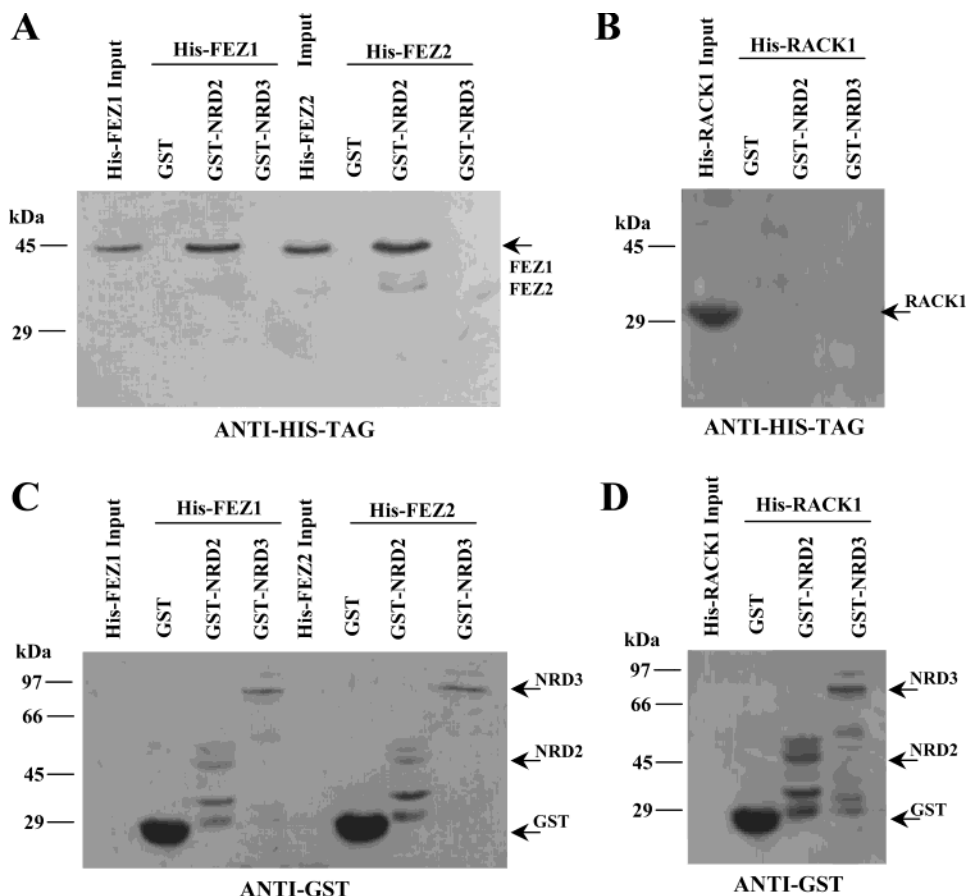 A
His-FEZ1 Input
His-FEZ1
GST
GST-NRD2
GST-NRD3
His-FEZ2 Input
His-FEZ2
GST
GST-NRD2
GST-NRD3
kDa
45
29
FEZ1
FEZ2
ANTI-HIS-TAG
B
His-RACK1 Input
His-RACK1
GST
GST-NRD2
GST-NRD3
kDa
45
29
RACK1
ANTI-HIS-TAG
C
His-FEZ1 Input
His-FEZ1
GST
GST-NRD2
GST-NRD3
His-FEZ2 Input
His-FEZ2
GST
GST-NRD2
GST-NRD3
kDa
97
66
45
29
NRD3
NRD2
GST
ANTI-GST
D
His-RACK1 Input
His-RACK1
GST
GST-NRD2
GST-NRD3
kDa
97
66
45
29
NRD3
NRD2
GST
ANTI-GST